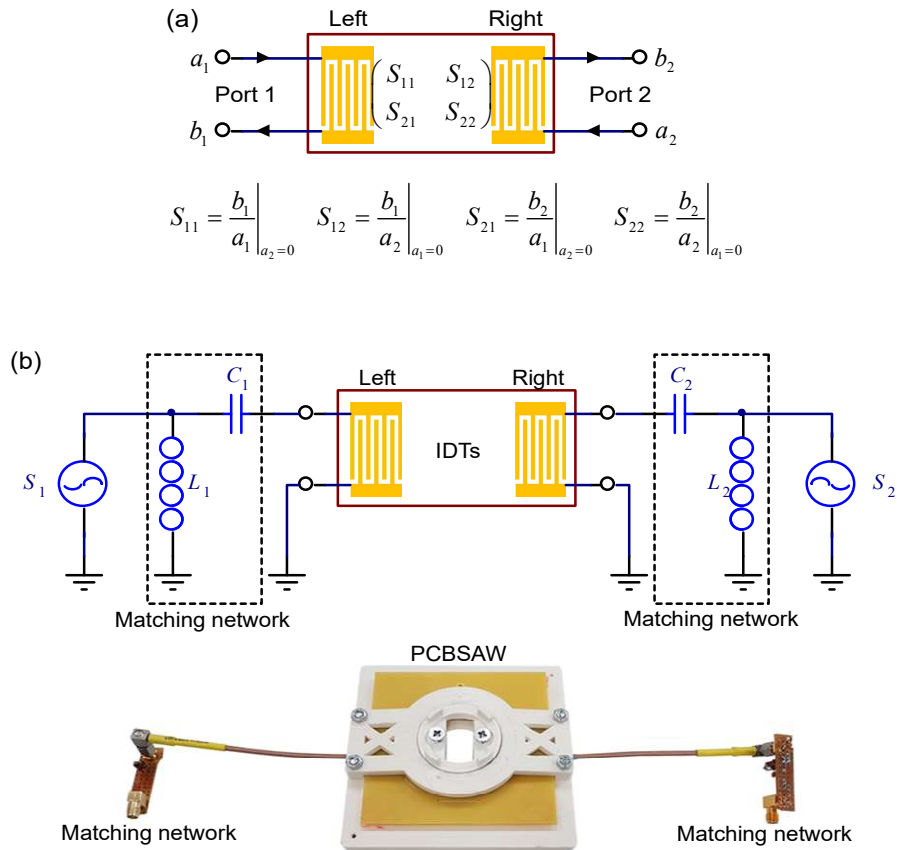 (a)
Left Right
a₁ b₂
Port 1 S₁₁ S₁₂ Port 2
S₂₁ S₂₂
b₁ a₂
S₁₁ = b₁/a₁|a₂=0 S₁₂ = b₁/a₂|a₁=0 S₂₁ = b₂/a₁|a₂=0 S₂₂ = b₂/a₂|a₁=0
(b)
C₁ Left Right C₂
IDTs
S₁ L₁ L₂ S₂
Matching network Matching network
PCBSAW
Matching network Matching network